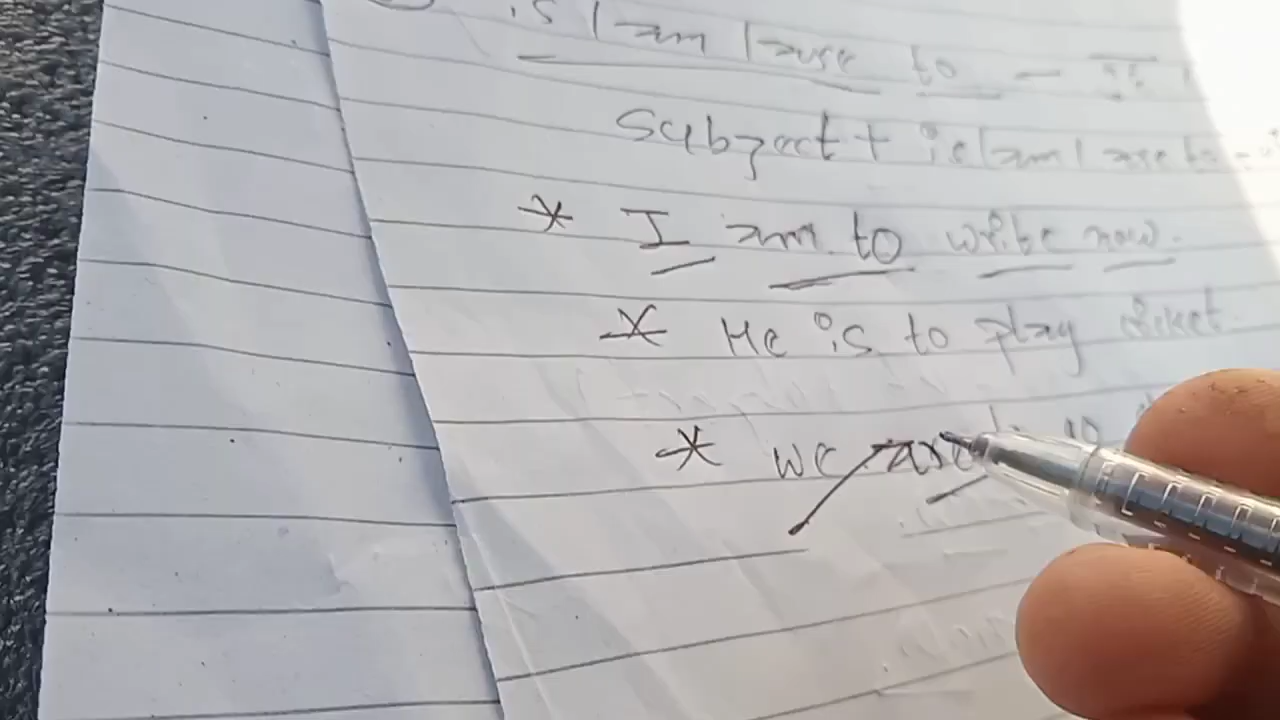 is/am/are to -
Subject + is/am/are to -
* I am to write now.
* He is to play cricket.
* we are